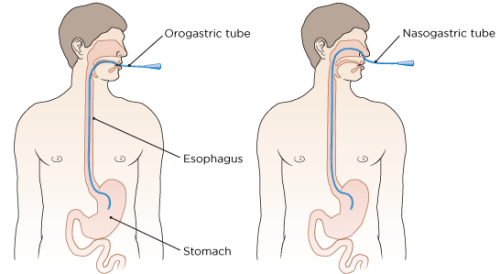 Orogastric tube
Nasogastric tube
Esophagus
Stomach